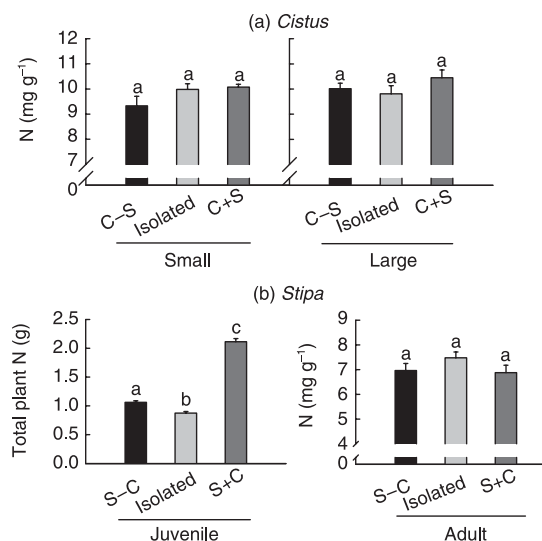 (a) Cistus
N (mg g⁻¹)
12
11
10
9
8
7
0
a a a a a a
C–S Isolated C+S C–S Isolated C+S
Small Large
(b) Stipa
Total plant N (g)
2.5
2.0
1.5
1.0
0.5
0.0
a b c
S–C Isolated S+C
Juvenile
N (mg g⁻¹)
9
8
7
6
5
4
0
a a a
S–C Isolated S+C
Adult